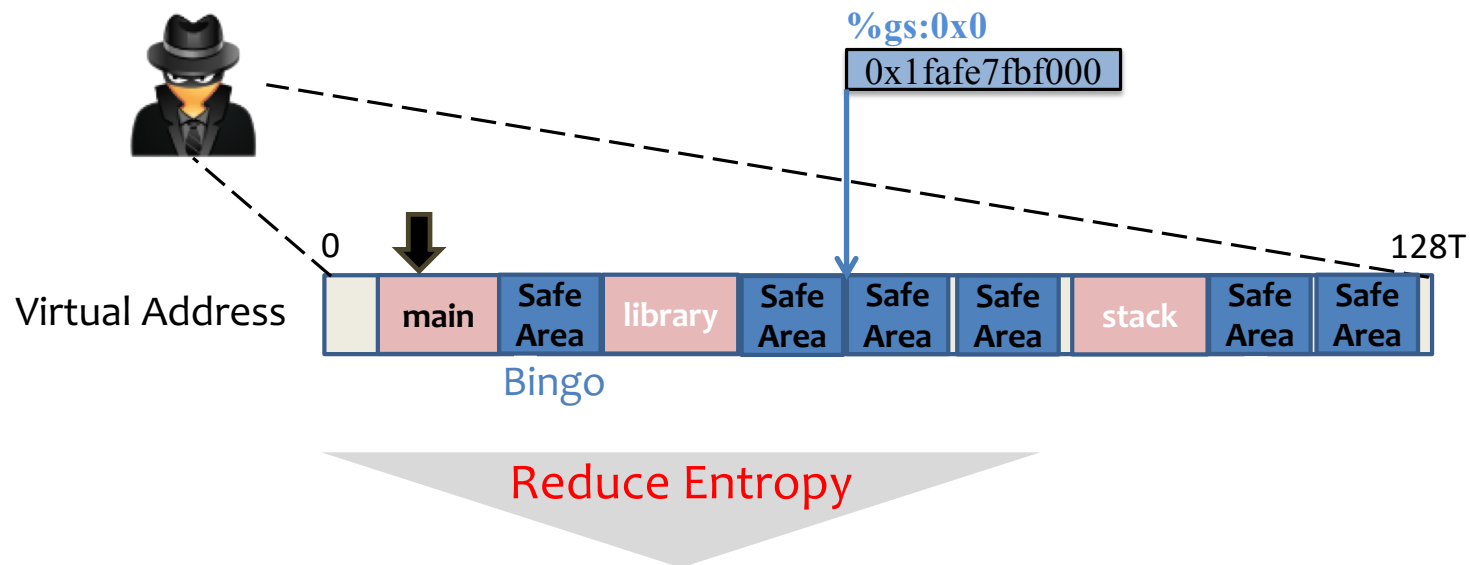 %gs:0x0
0x1fafe7fbf000
0
128T
Virtual Address
main
Safe
Area
library
Safe
Area
Safe
Area
Safe
Area
stack
Safe
Area
Safe
Area
Bingo
Reduce Entropy